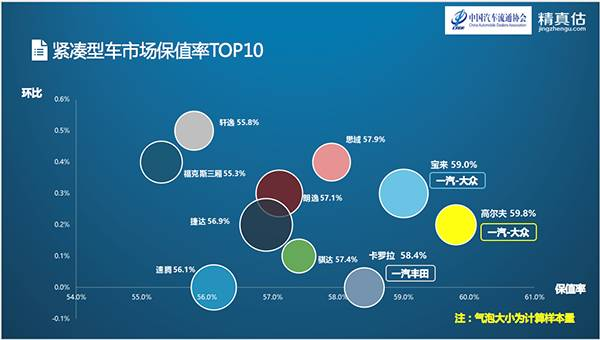 中国汽车流通协会
China Automobile Dealers Association
CADA
精真估
jingzhengu.com
紧凑型车市场保值率TOP10
环比
0.6%
0.5%
0.4%
0.3%
0.2%
0.1%
0.0%
-0.1%
轩逸 55.8%
思域 57.9%
福克斯三厢 55.3%
宝来 59.0%
一汽-大众
朗逸 57.1%
捷达 56.9%
高尔夫 59.8%
一汽-大众
骐达 57.4%
卡罗拉 58.4%
一汽丰田
速腾 56.1%
54.0% 55.0% 56.0% 57.0% 58.0% 59.0% 60.0% 61.0%
保值率
注：气泡大小为计算样本量